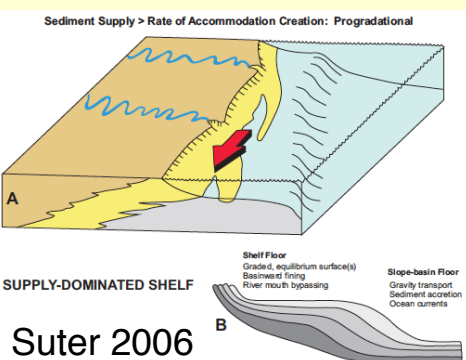 Sediment Supply > Rate of Accommodation Creation: Progradational
A
Shelf Floor
Graded, equilibrium surface(s)
Basinward fining
River mouth bypassing
Slope-basin Floor
Gravity transport
Sediment accretion
Ocean currents
SUPPLY-DOMINATED SHELF
B
Suter 2006